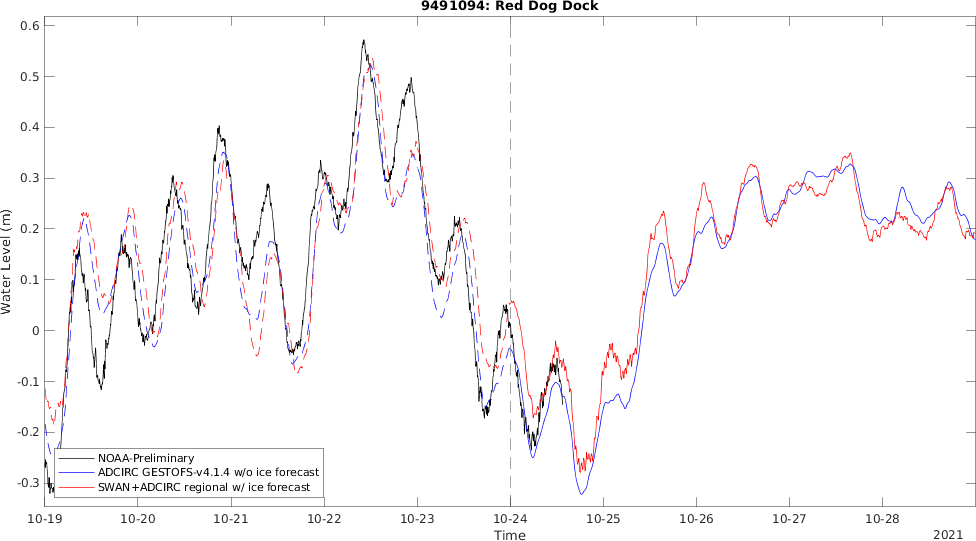 9491094: Red Dog Dock
0.6
0.5
0.4
0.3
0.2
0.1
0
-0.1
-0.2
-0.3
Water Level (m)
NOAA-Preliminary
ADCIRC GESTOFS-v4.1.4 w/o ice forecast
SWAN+ADCIRC regional w/ ice forecast
10-19 10-20 10-21 10-22 10-23 10-24 10-25 10-26 10-27 10-28
Time
2021